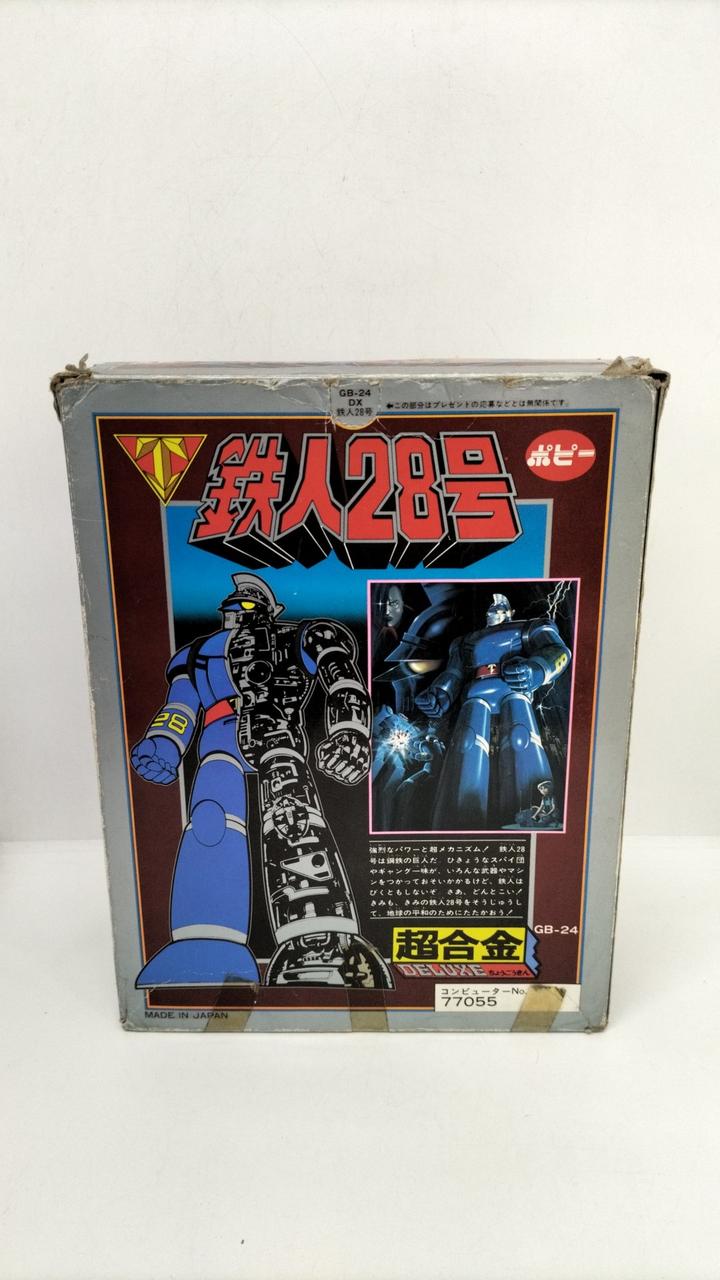 GB-24
DX
鉄人28号
←この部分はプレゼントの応募などとは無関係です。
鉄人28号
ポピー
28
強烈なパワーと超メカニズム! 鉄人28
号は鋼鉄の巨人だ。ひきょうなスパイ団
やギャング一味が、いろんな武器やマシ
ンをつかっておそいかかるけど、鉄人は
びくともしないぞ。さあ、どんとこい!
きみも、きみの鉄人28号をそうじゅうし
て、地球の平和のためにたたかおう!
GB-24
超合金
DELUXE ちょうごうきん
コンピューターNo.
77055
MADE IN JAPAN